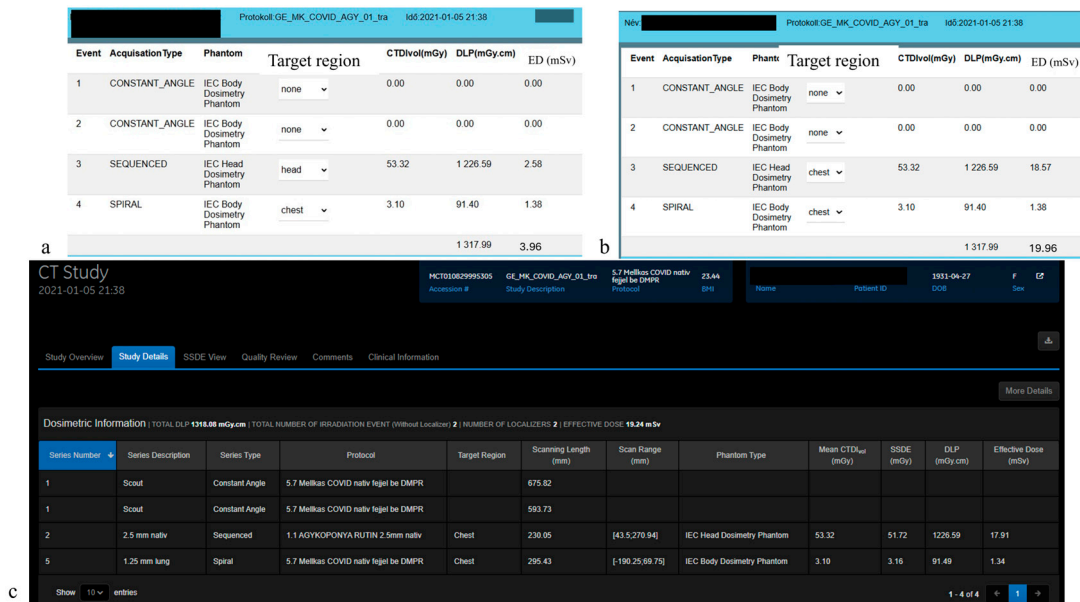 Protokoll:GE_MK_COVID_AGY_01_tra Idő:2021-01-05 21:38
Event AcquisationType Phantom Target region CTDIvol(mGy) DLP(mGy.cm) ED (mSv)
1 CONSTANT_ANGLE IEC Body Dosimetry Phantom none 0.00 0.00 0.00
2 CONSTANT_ANGLE IEC Body Dosimetry Phantom none 0.00 0.00 0.00
3 SEQUENCED IEC Head Dosimetry Phantom head 53.32 1 226.59 2.58
4 SPIRAL IEC Body Dosimetry Phantom chest 3.10 91.40 1.38
1 317.99 3.96
a
Név: Protokoll:GE_MK_COVID_AGY_01_tra Idő:2021-01-05 21:38
Event AcquisationType Phantc Target region CTDIvol(mGy) DLP(mGy.cm) ED (mSv)
1 CONSTANT_ANGLE IEC Body Dosimetry Phantom none 0.00 0.00 0.00
2 CONSTANT_ANGLE IEC Body Dosimetry Phantom none 0.00 0.00 0.00
3 SEQUENCED IEC Head Dosimetry Phantom chest 53.32 1 226.59 18.57
4 SPIRAL IEC Body Dosimetry Phantom chest 3.10 91.40 1.38
1 317.99 19.96
b
CT Study
2021-01-05 21:38
MCT010829995305 GE_MK_COVID_AGY_01_tra 5.7 Mellkas COVID nativ fejjel be DMPR 23.44
Accession # Study Description Protocol BMI
1931-04-27 F
Name Patient ID DOB Sex
Study Overview Study Details SSDE View Quality Review Comments Clinical Information
More Details
Dosimetric Information | TOTAL DLP 1318.08 mGy.cm | TOTAL NUMBER OF IRRADIATION EVENT (Without Localizer) 2 | NUMBER OF LOCALIZERS 2 | EFFECTIVE DOSE 19.24 mSv
Series Number Series Description Series Type Protocol Target Region Scanning Length (mm) Scan Range (mm) Phantom Type Mean CTDIvol (mGy) SSDE (mGy) DLP (mGy.cm) Effective Dose (mSv)
1 Scout Constant Angle 5.7 Mellkas COVID nativ fejjel be DMPR 675.82
1 Scout Constant Angle 5.7 Mellkas COVID nativ fejjel be DMPR 593.73
2 2.5 mm nativ Sequenced 1.1 AGYKOPONYA RUTIN 2.5mm nativ Chest 230.05 [43.5;270.94] IEC Head Dosimetry Phantom 53.32 51.72 1226.59 17.91
5 1.25 mm lung Spiral 5.7 Mellkas COVID nativ fejjel be DMPR Chest 295.43 [-190.25;69.75] IEC Body Dosimetry Phantom 3.10 3.16 91.49 1.34
Show 10 entries 1 - 4 of 4 1
c